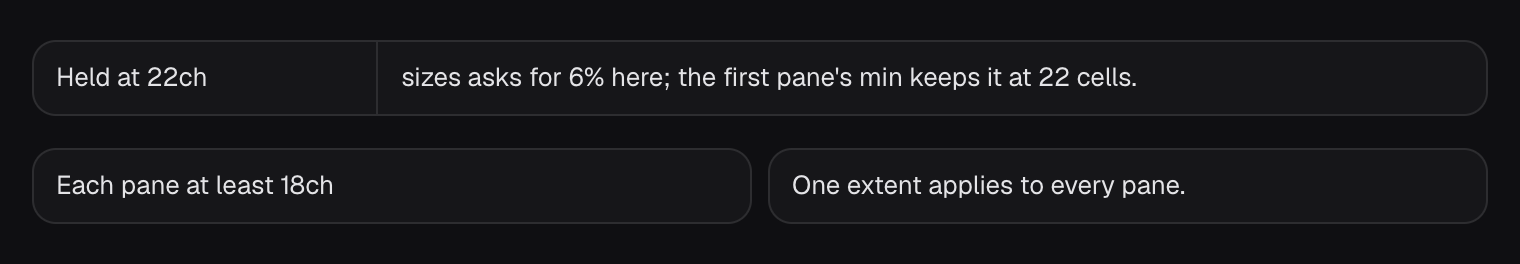 Held at 22ch
sizes asks for 6% here; the first pane's min keeps it at 22 cells.
Each pane at least 18ch
One extent applies to every pane.